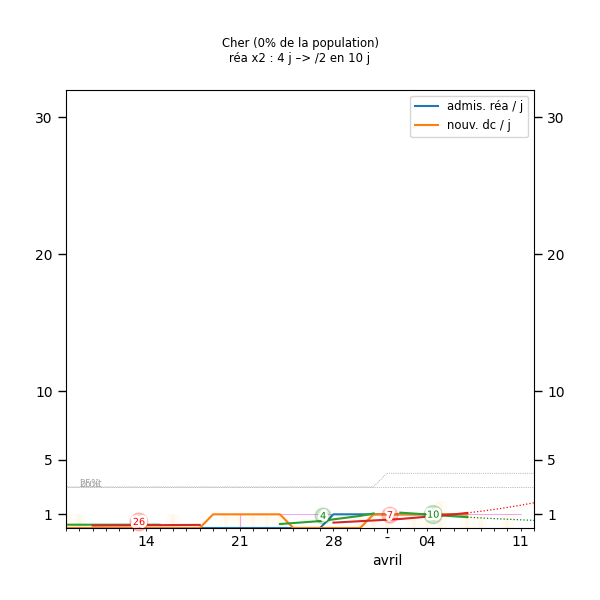 Cher (0% de la population)
réa x2 : 4 j –> /2 en 10 j
admis. réa / j
nouv. dc / j
30 30
20 20
10 10
5 5
1 1
26 4 7 10
14 21 28 - 04 11
avril